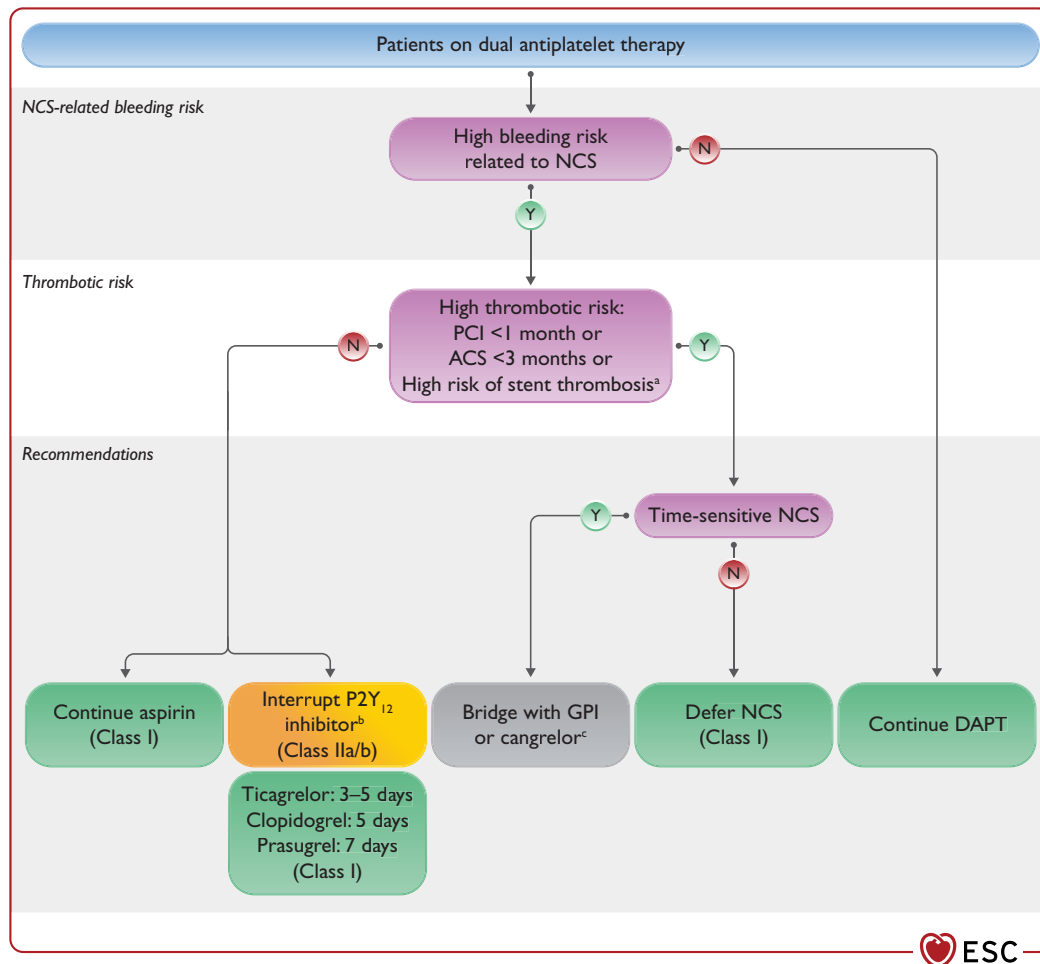 Patients on dual antiplatelet therapy
NCS-related bleeding risk
High bleeding risk
related to NCS
N
Y
Thrombotic risk
High thrombotic risk:
PCI <1 month or
ACS <3 months or
High risk of stent thrombosisᵃ
N
Y
Recommendations
Time-sensitive NCS
Y
N
Continue aspirin
(Class I)
Interrupt P2Y₁₂
inhibitorᵇ
(Class IIa/b)
Bridge with GPI
or cangrelorᶜ
Defer NCS
(Class I)
Continue DAPT
Ticagrelor: 3–5 days
Clopidogrel: 5 days
Prasugrel: 7 days
(Class I)
ESC